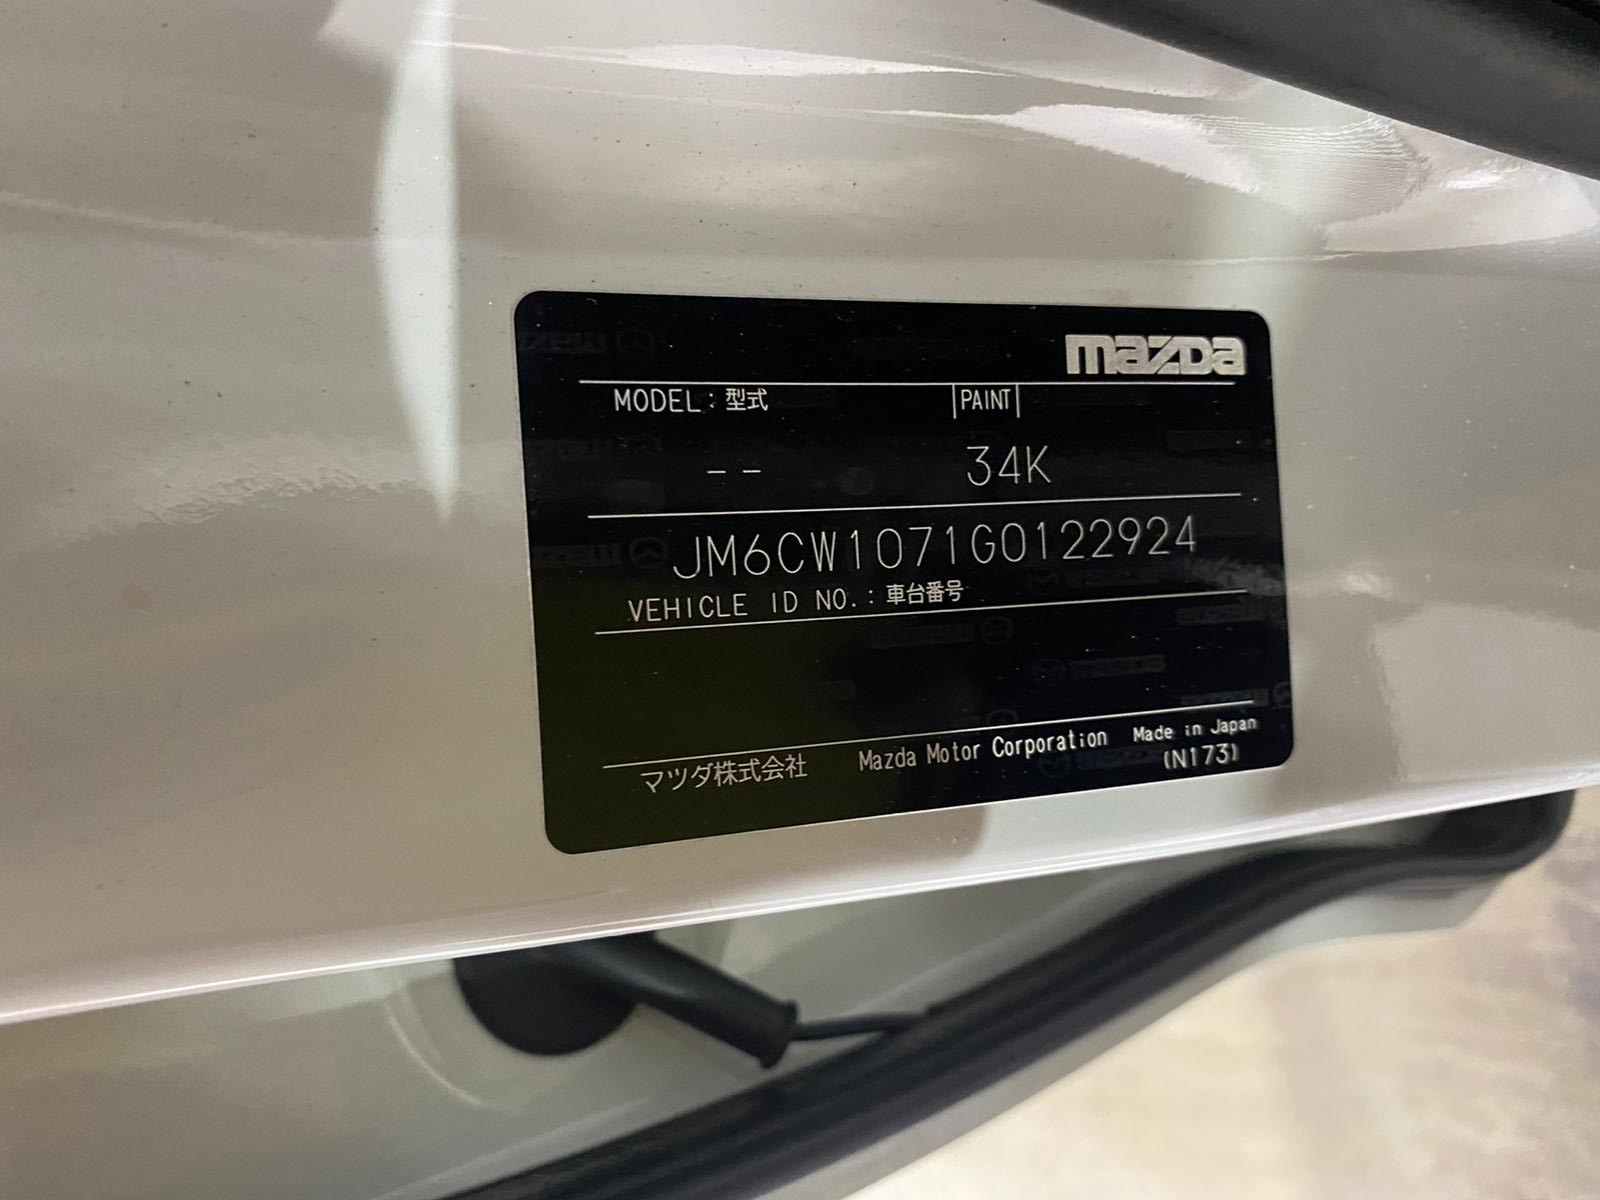 mazda
MODEL：型式 |PAINT|
-- 34K
JM6CW1071G0122924
VEHICLE ID NO.：車台番号
マツダ株式会社 Mazda Motor Corporation Made in Japan
(N173)